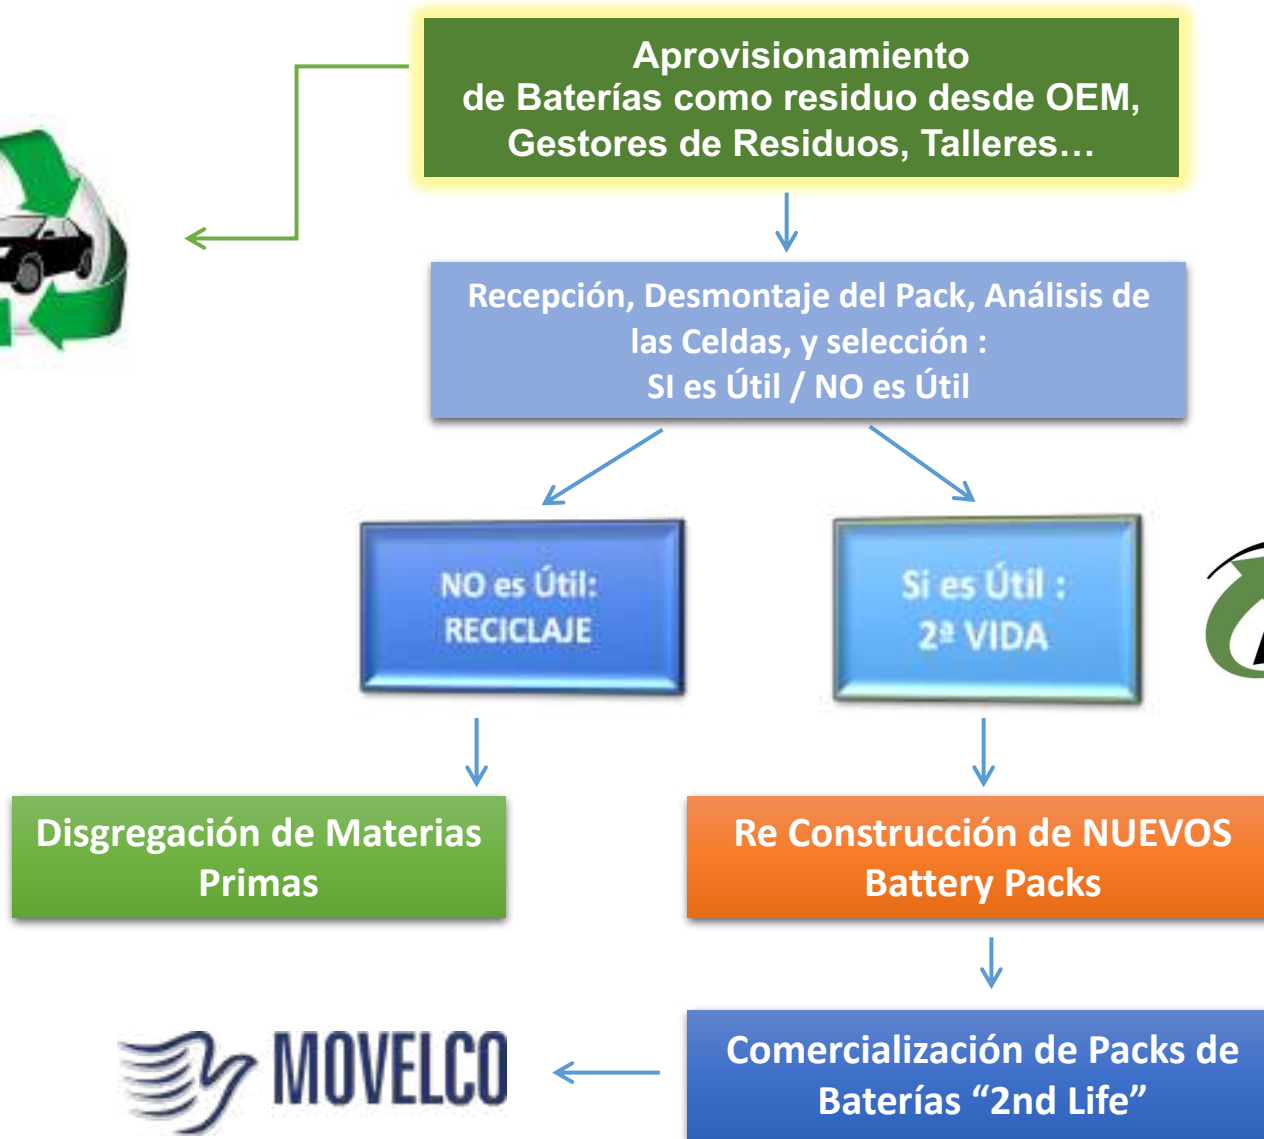 Aprovisionamiento
de Baterías como residuo desde OEM,
Gestores de Residuos, Talleres…
Recepción, Desmontaje del Pack, Análisis de
las Celdas, y selección :
SI es Útil / NO es Útil
NO es Útil:
RECICLAJE
Si es Útil :
2ª VIDA
Disgregación de Materias
Primas
Re Construcción de NUEVOS
Battery Packs
Comercialización de Packs de
Baterías “2nd Life”
MOVELCO